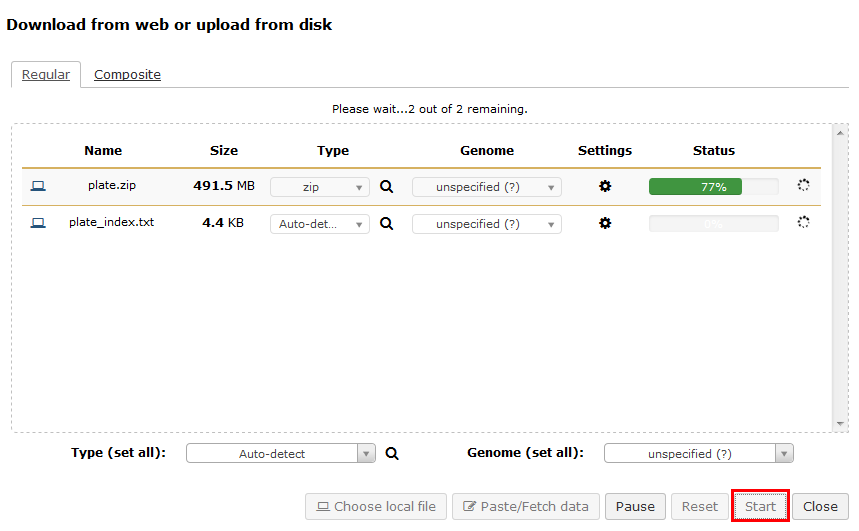 Download from web or upload from disk
Regular Composite
Please wait...2 out of 2 remaining.
Name Size Type Genome Settings Status
plate.zip 491.5 MB zip unspecified (?) 77%
plate_index.txt 4.4 KB Auto-det... unspecified (?) 0%
Type (set all): Auto-detect Genome (set all): unspecified (?)
Choose local file Paste/Fetch data Pause Reset Start Close